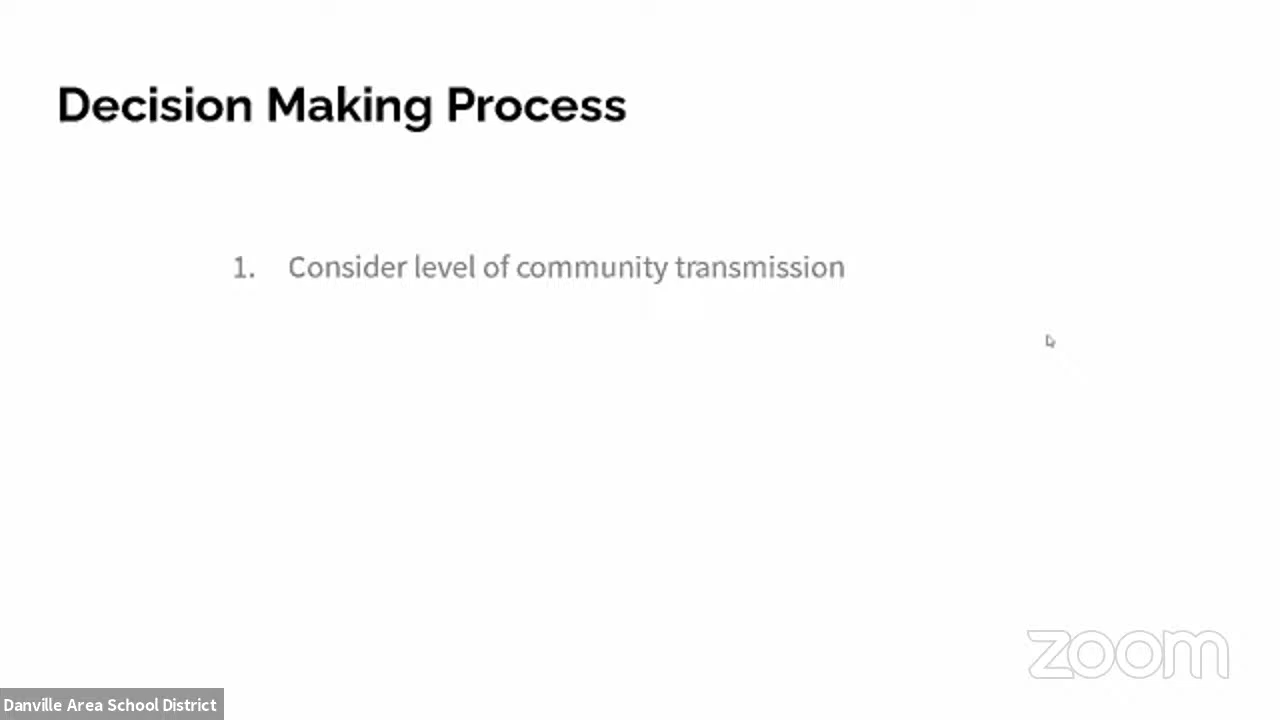 Decision Making Process
1. Consider level of community transmission
zoom
Danville Area School District